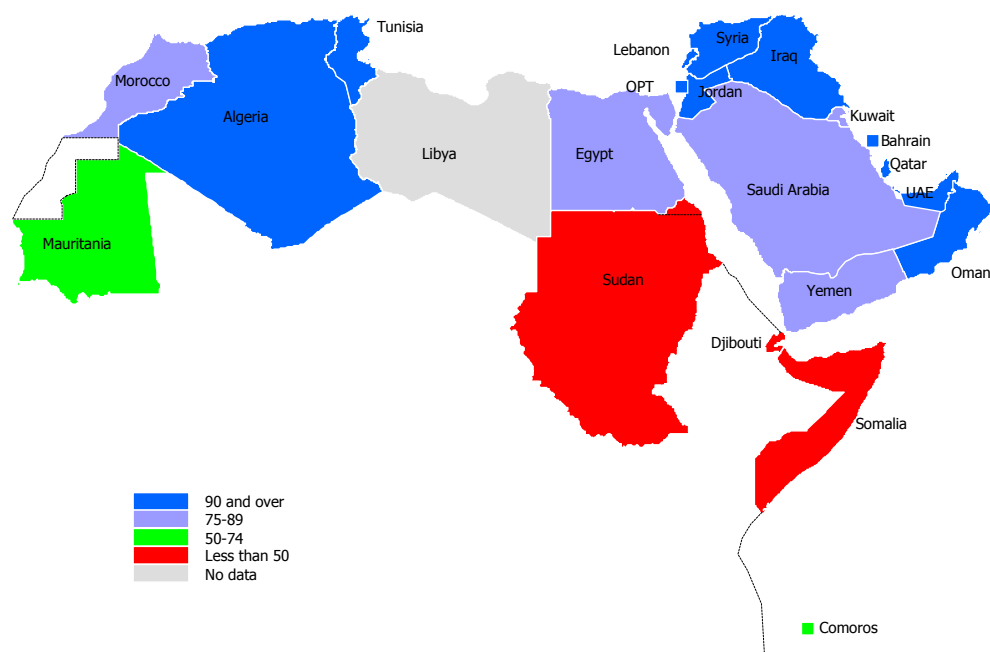 Tunisia
Lebanon
Syria
Iraq
Morocco
OPT
Jordan
Algeria
Kuwait
Bahrain
Libya
Egypt
Qatar
Saudi Arabia
UAE
Mauritania
Sudan
Oman
Yemen
Djibouti
Somalia
90 and over
75-89
50-74
Less than 50
No data
Comoros